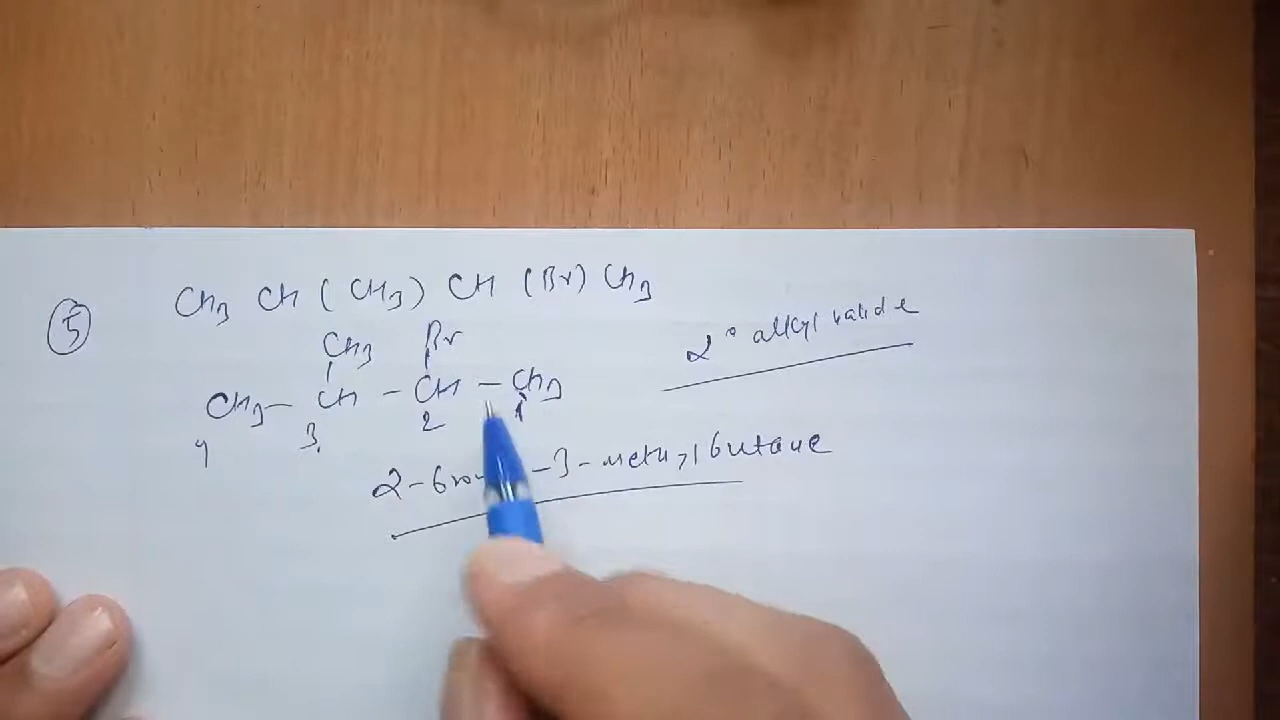 5 CH3 CH (CH3) CH (Br) CH3
CH3 Br
CH3 - CH - CH - CH3
4 3 2 1
2° alkyl halide
2 - - 3 - methyl butane